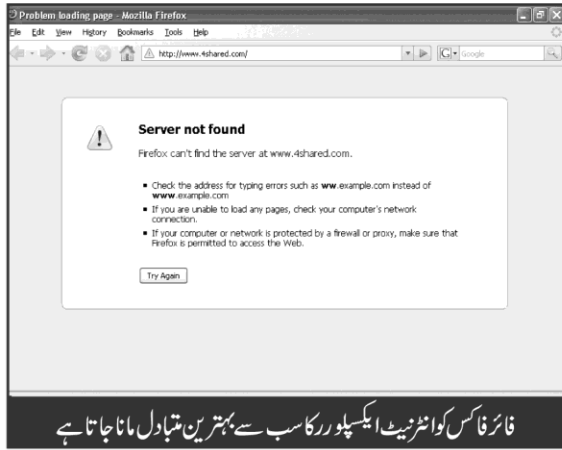 Problem loading page - Mozilla Firefox
File Edit View History Bookmarks Tools Help
http://www.4shared.com/ Google
Server not found
Firefox can't find the server at www.4shared.com.
Check the address for typing errors such as ww.example.com instead of
www.example.com
If you are unable to load any pages, check your computer's network
connection.
If your computer or network is protected by a firewall or proxy, make sure that
Firefox is permitted to access the Web.
Try Again
فائرفاکس کو انٹرنیٹ ایکسپلورر کا سب سے بہترین متبادل مانا جاتا ہے